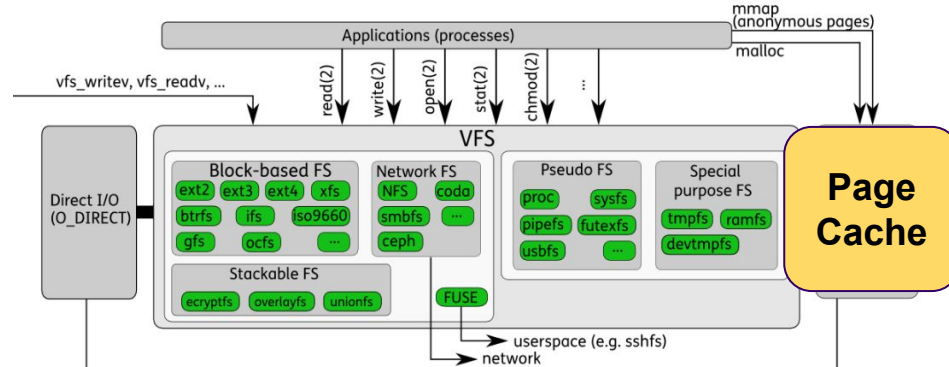 mmap
(anonymous pages)
Applications (processes)
malloc
vfs_writev, vfs_readv, ...
read(2)
write(2)
open(2)
stat(2)
chmod(2)
...
VFS
Direct I/O
(O_DIRECT)
Block-based FS
ext2 ext3 ext4 xfs
btrfs ifs iso9660
gfs ocfs ...
Network FS
NFS coda
smbfs ...
ceph
Stackable FS
ecryptfs overlayfs unionfs
FUSE
Pseudo FS
proc sysfs
pipefs futexfs
usbfs ...
Special
purpose FS
tmpfs ramfs
devtmpfs
Page
Cache
userspace (e.g. sshfs)
network